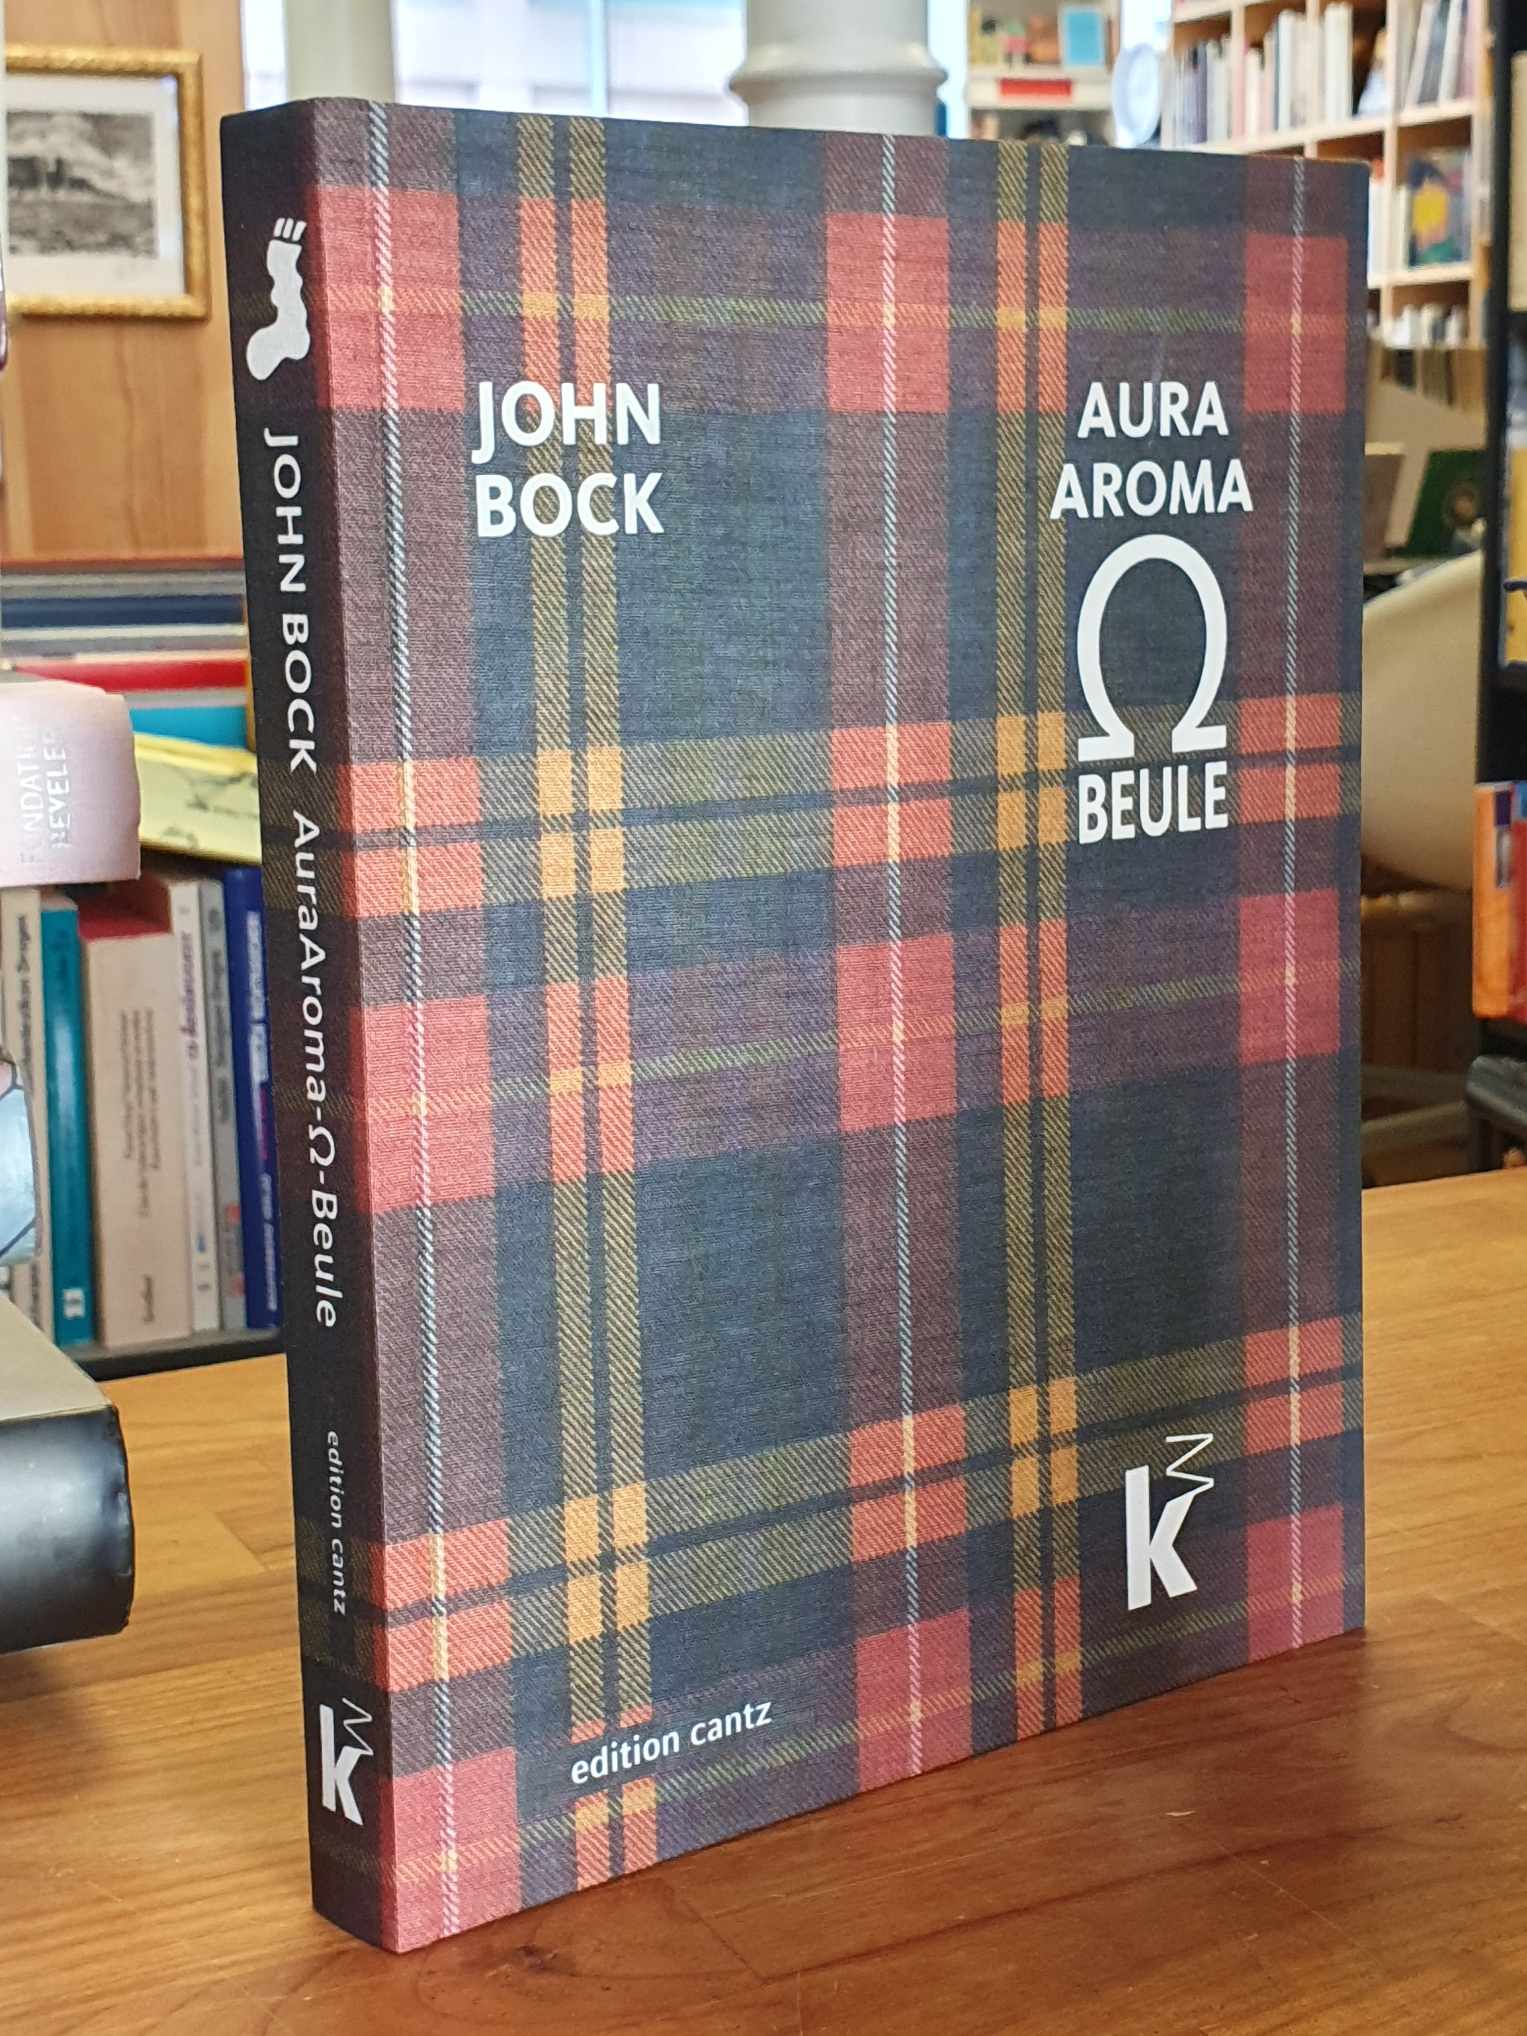 JOHN
BOCK
AURA
AROMA
Ω
BEULE
k
edition cantz
JOHN BOCK AuraAroma-Ω-Beule edition cantz
k